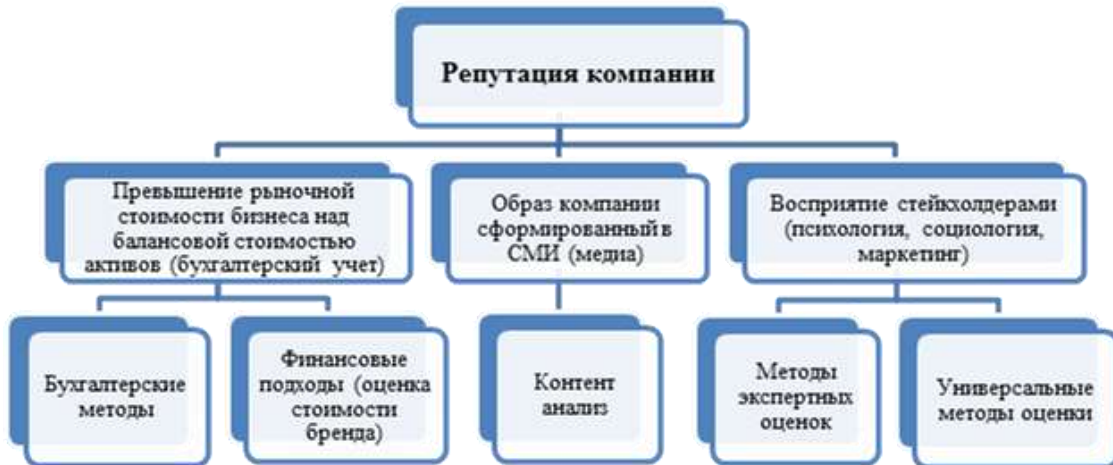 Репутация компании
Превышение рыночной
стоимости бизнеса над
балансовой стоимостью
активов (бухгалтерский учет)
Образ компании
сформированный в
СМИ (медиа)
Восприятие стейкхолдерами
(психология, социология,
маркетинг)
Бухгалтерские
методы
Финансовые
подходы (оценка
стоимости
бренда)
Контент
анализ
Методы
экспертных
оценок
Универсальные
методы оценки